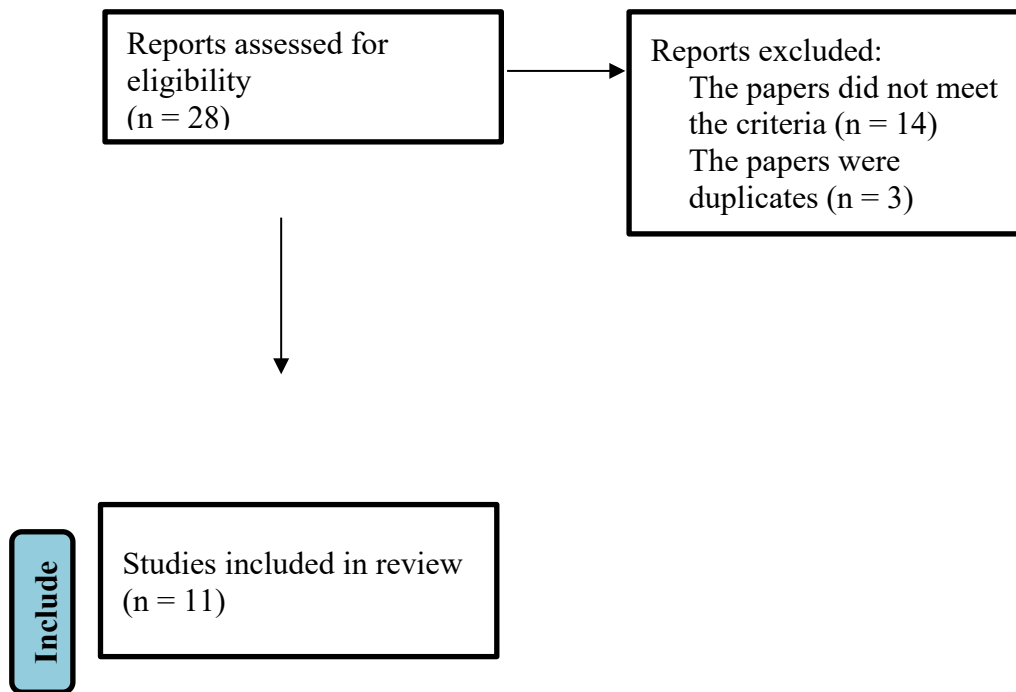 Reports assessed for
eligibility
(n = 28)
Reports excluded:
The papers did not meet
the criteria (n = 14)
The papers were
duplicates (n = 3)
Studies included in review
(n = 11)
Include